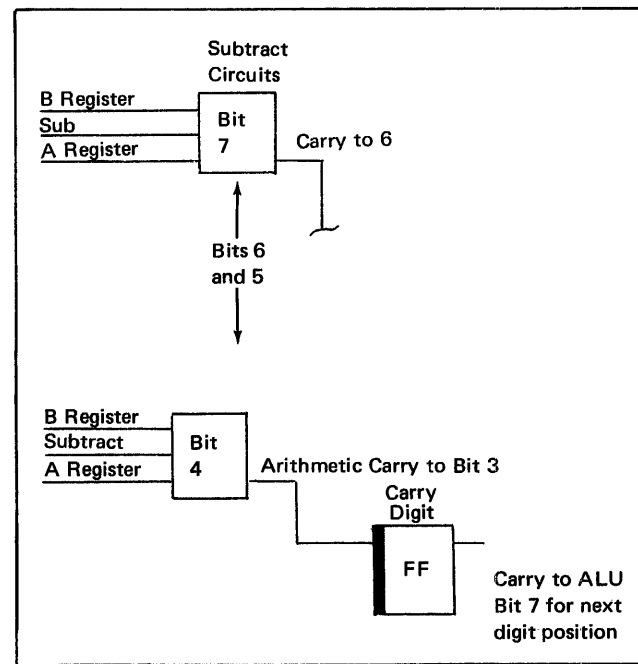 Subtract
Circuits
B Register
Sub
A Register
Bit
7
Carry to 6
Bits 6
and 5
B Register
Subtract
A Register
Bit
4
Arithmetic Carry to Bit 3
Carry
Digit
FF
Carry to ALU
Bit 7 for next
digit position